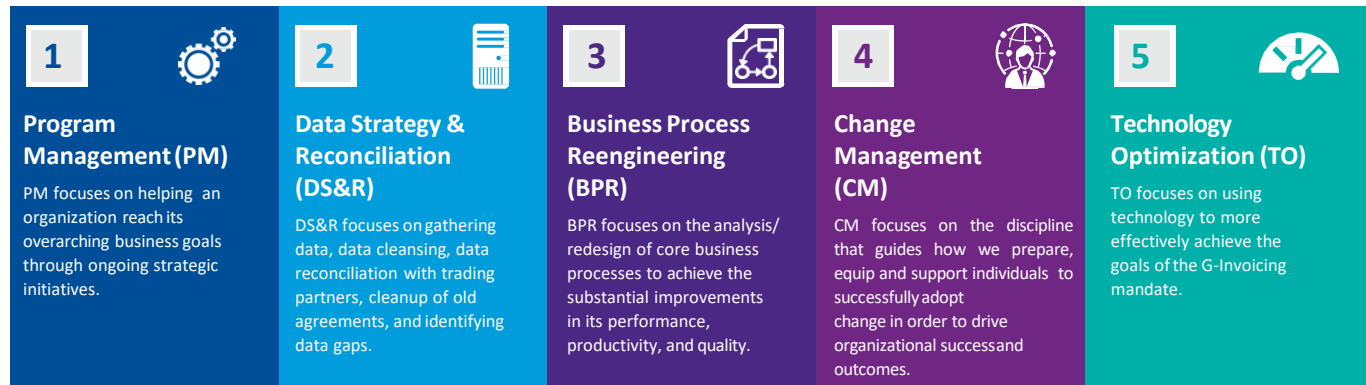 1
Program
Management (PM)
PM focuses on helping an
organization reach its
overarching business goals
through ongoing strategic
initiatives.
2
Data Strategy &
Reconciliation
(DS&R)
DS&R focuses on gathering
data, data cleansing, data
reconciliation with trading
partners, cleanup of old
agreements, and identifying
data gaps.
3
Business Process
Reengineering
(BPR)
BPR focuses on the analysis/
redesign of core business
processes to achieve the
substantial improvements
in its performance,
productivity, and quality.
4
Change
Management
(CM)
CM focuses on the discipline
that guides how we prepare,
equip and support individuals to
successfully adopt
change in order to drive
organizational success and
outcomes.
5
Technology
Optimization (TO)
TO focuses on using
technology to more
effectively achieve the
goals of the G-Invoicing
mandate.